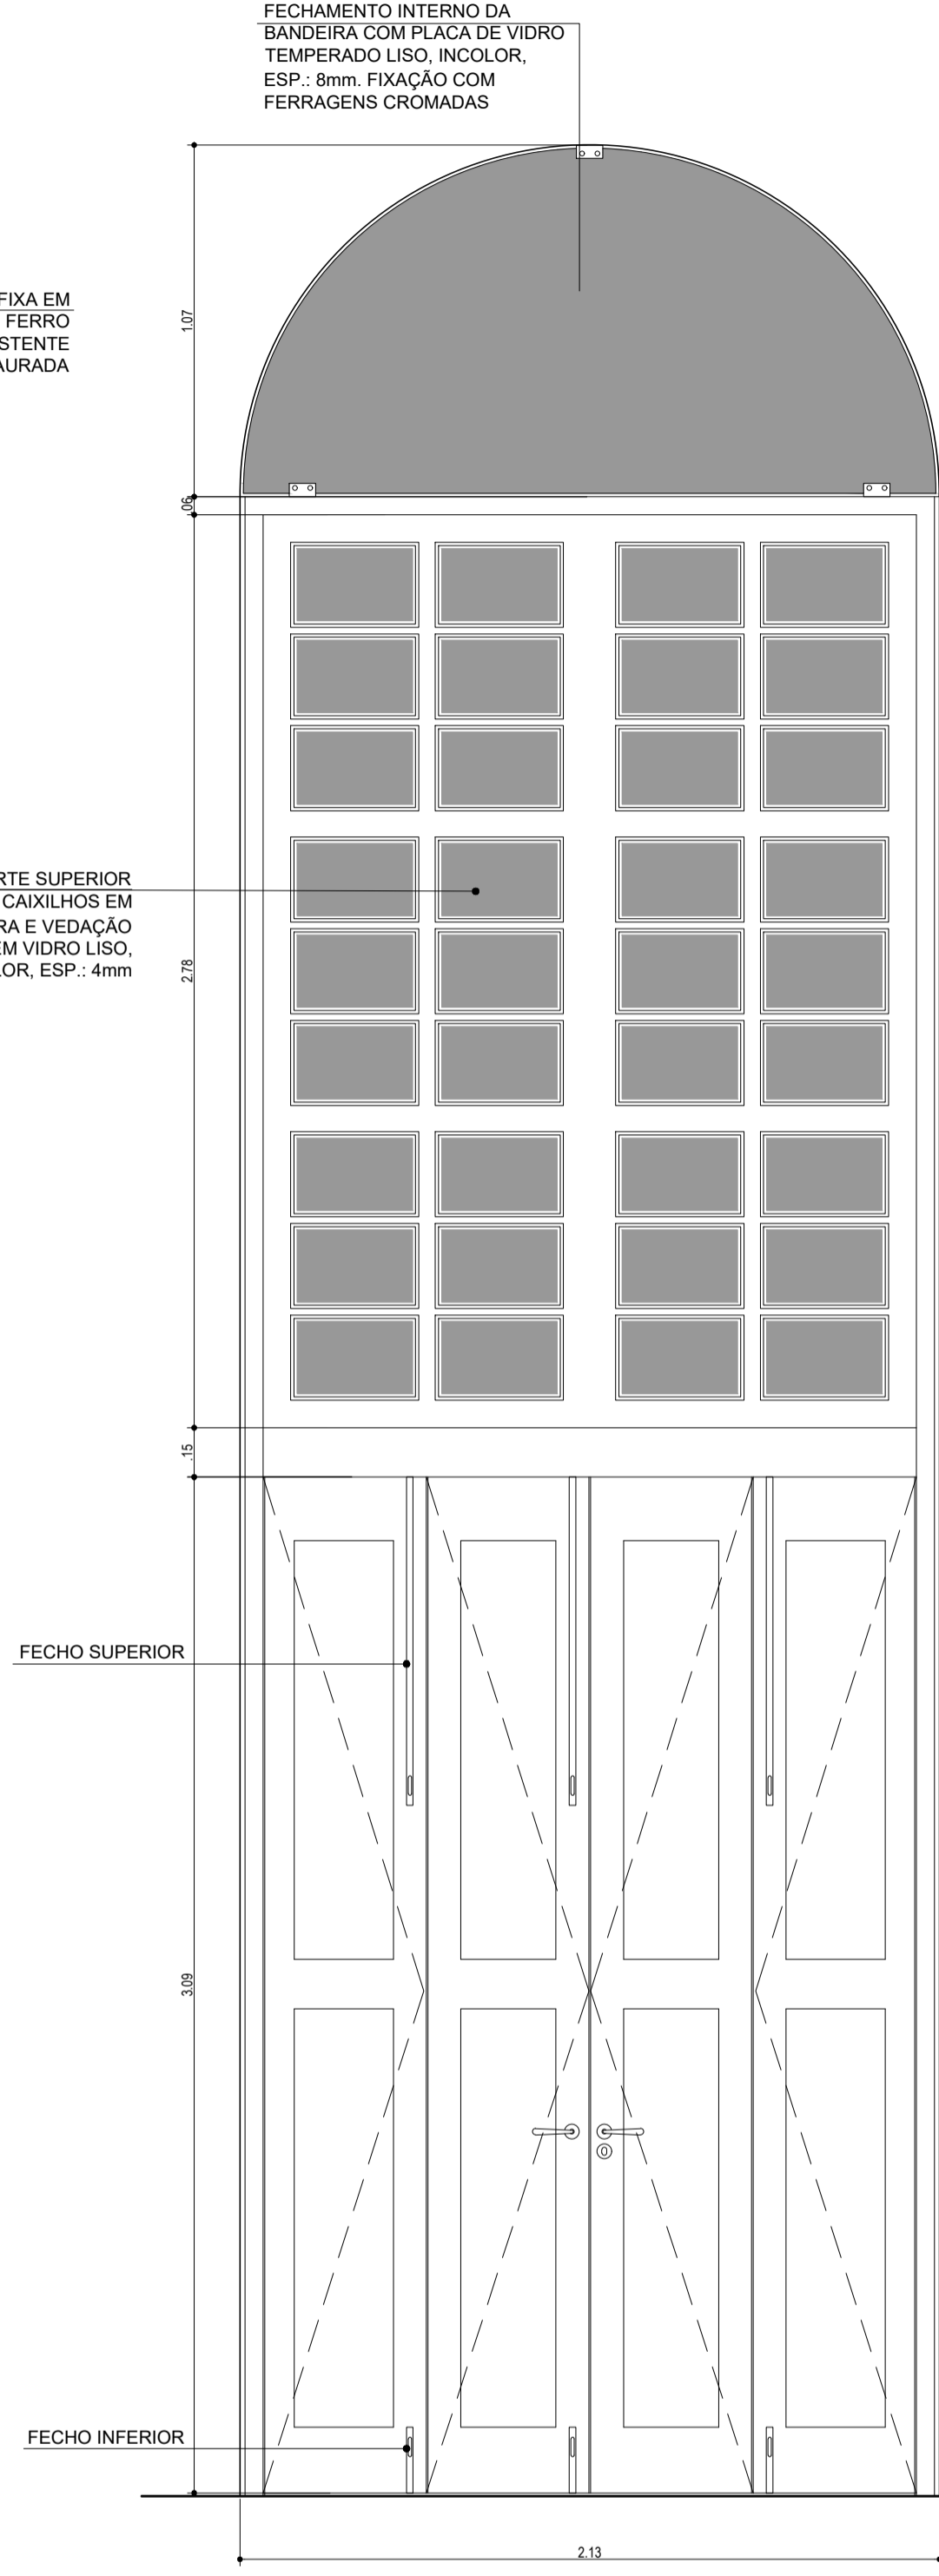 FECHAMENTO INTERNO DA
BANDEIRA COM PLACA DE VIDRO
TEMPERADO LISO, INCOLOR,
ESP.: 8mm. FIXAÇÃO COM
FERRAGENS CROMADAS
1.07
FIXA EM
FERRO
STENTE
AURADA
.06
RTE SUPERIOR
CAIXILHOS EM
RA E VEDAÇÃO
EM VIDRO LISO,
LOR, ESP.: 4mm
2.78
.15
FECHO SUPERIOR
3.09
FECHO INFERIOR
2.13